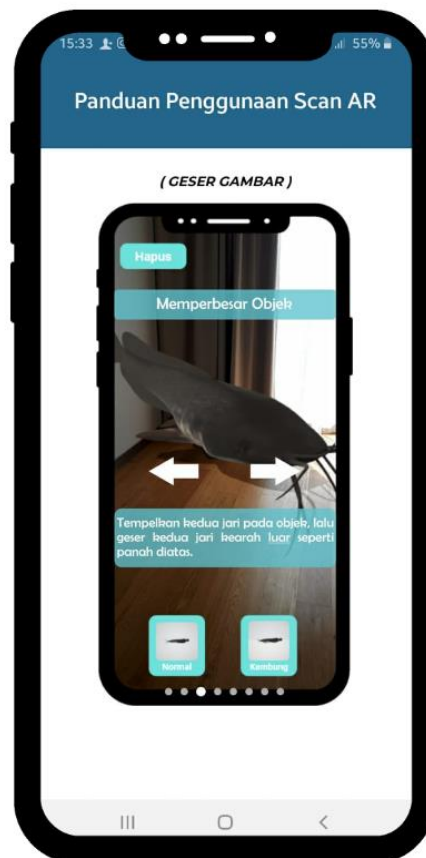 15:33
55%
Panduan Penggunaan Scan AR
( GESER GAMBAR )
Hapus
Memperbesar Objek
Tempelkan kedua jari pada objek, lalu
geser kedua jari kearah luar seperti
panah diatas.
Normal
Kembung